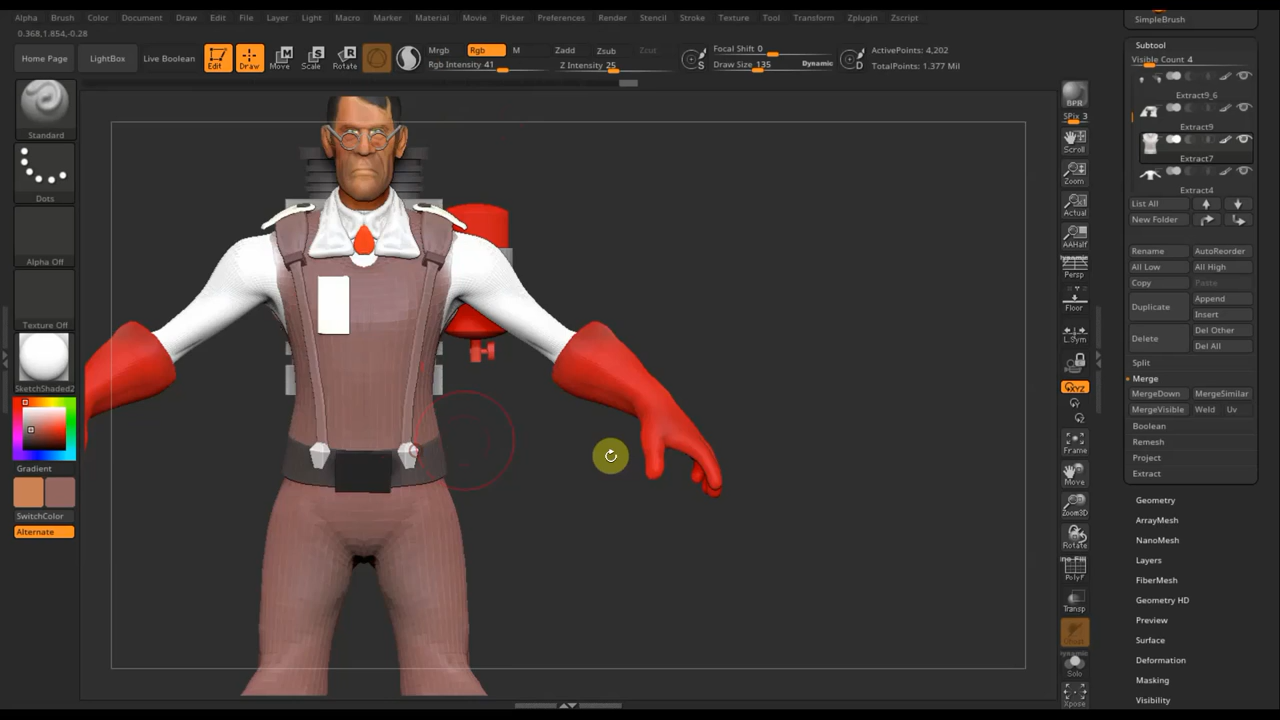 Alpha Brush Color Document Draw Edit File Layer Light Macro Marker Material Movie Picker Preferences Render Stencil Stroke Texture Tool Transform Zplugin Zscript
0.368,1.854,-0.28
Home Page
LightBox
Live Boolean
Edit
Draw
Move
Scale
Rotate
Mrgb Rgb M
Rgb Intensity 41
Zadd Zsub Zcut
Z Intensity 25
S
Focal Shift 0
Draw Size 135 Dynamic
D
ActivePoints: 4,202
TotalPoints: 1.377 Mil
Standard
Dots
Alpha Off
Texture Off
SketchShaded2
Gradient
SwitchColor
Alternate
BPR
SPix 3
Scroll
Zoom
Actual
AAHalf
Dynamic
Persp
Floor
L.Sym
XYZ
Y
Z
Frame
Move
Zoom3D
Rotate
PolyF
Transp
Dynamic
Solo
Xpose
SimpleBrush
Subtool
Visible Count 4
Extract9_6
Extract9
Extract7
Extract4
List All
New Folder
Rename AutoReorder
All Low All High
Copy Paste
Duplicate Append
Insert
Delete Del Other
Del All
Split
Merge
MergeDown MergeSimilar
MergeVisible Weld Uv
Boolean
Remesh
Project
Extract
Geometry
ArrayMesh
NanoMesh
Layers
FiberMesh
Geometry HD
Preview
Surface
Deformation
Masking
Visibility